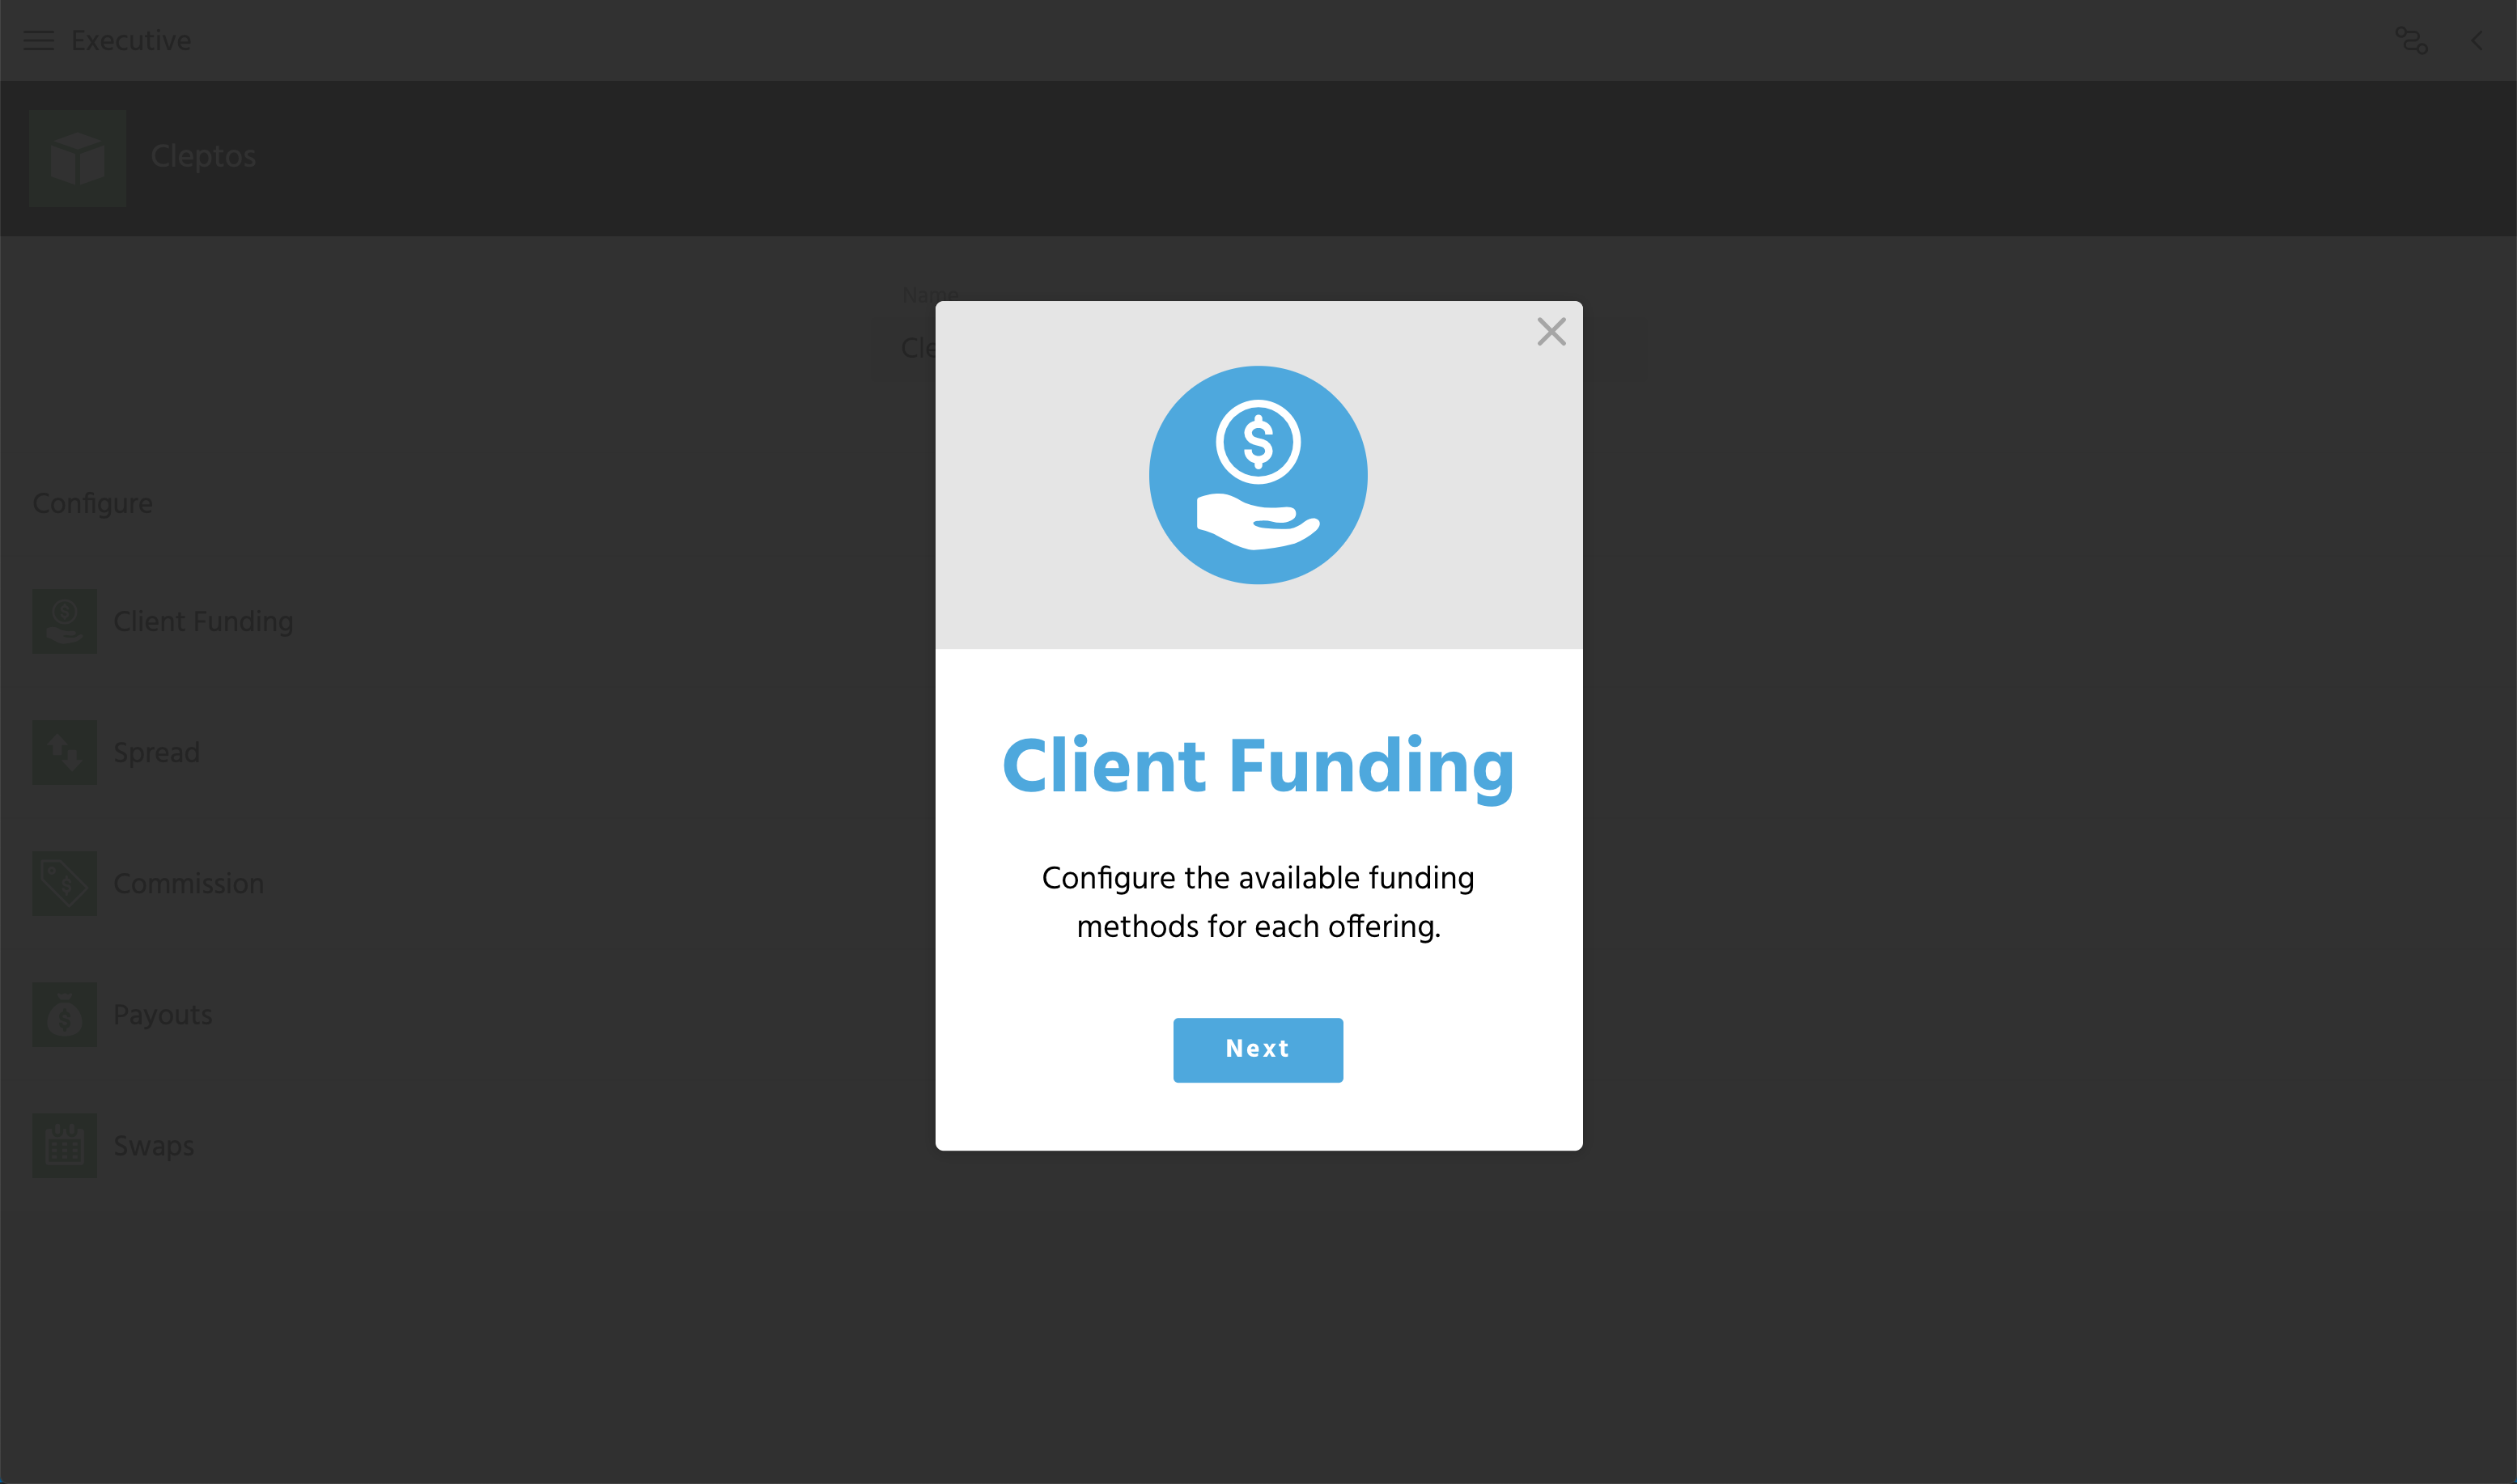 Executive
Cleptos
Name
Cle
Configure
Client Funding
Spread
Commission
Payouts
Swaps
Client Funding
Configure the available funding
methods for each offering.
Next